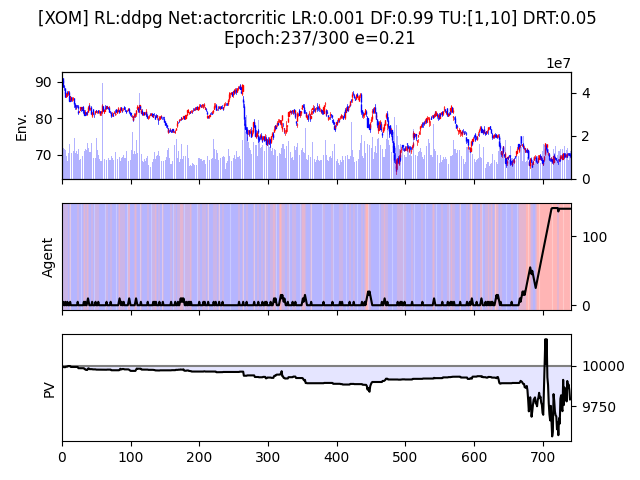 [XOM] RL:ddpg Net:actorcritic LR:0.001 DF:0.99 TU:[1,10] DRT:0.05
Epoch:237/300 e=0.21
1e7
90
80
70
Env.
4
2
0
Agent
100
0
PV
10000
9750
0 100 200 300 400 500 600 700